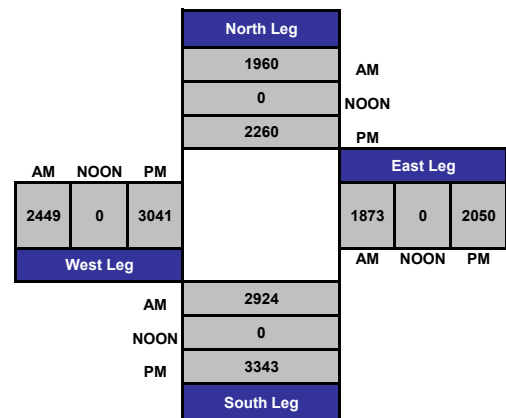 North Leg
1960
AM
0
NOON
2260
PM
East Leg
AM NOON PM
2449 0 3041
1873 0 2050
West Leg
AM NOON PM
AM
2924
NOON
0
PM
3343
South Leg